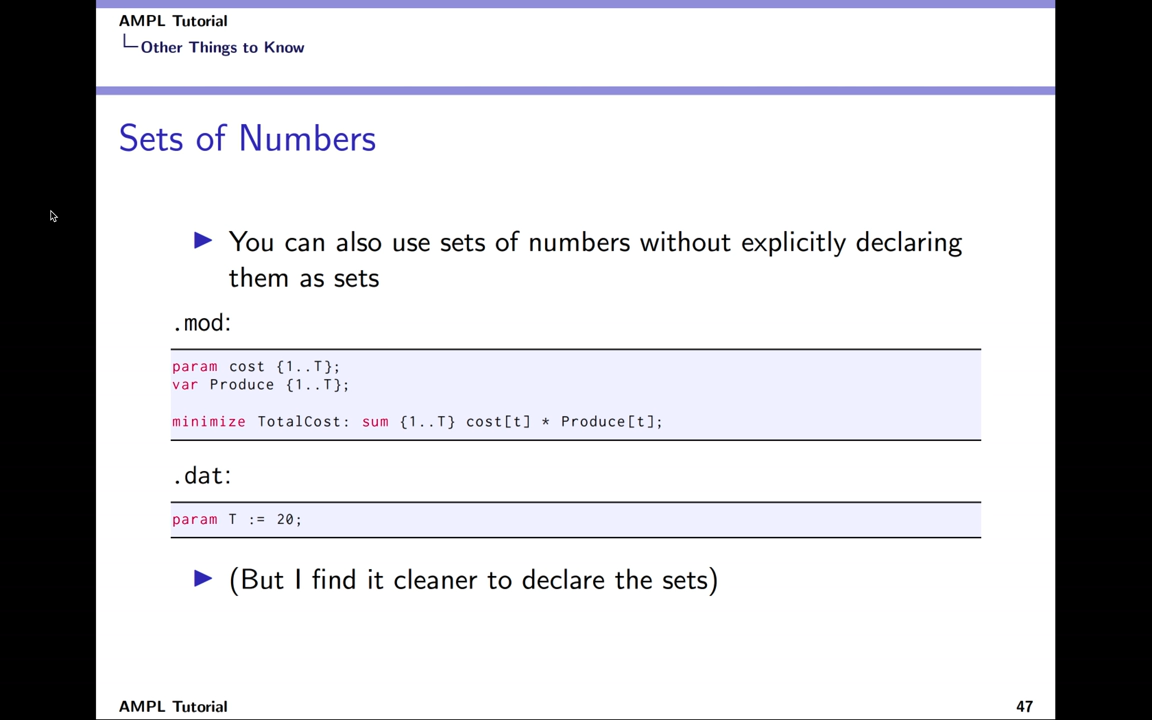 AMPL Tutorial
Other Things to Know
Sets of Numbers
You can also use sets of numbers without explicitly declaring
them as sets
.mod:
param cost {1..T};
var Produce {1..T};
minimize TotalCost: sum {1..T} cost[t] * Produce[t];
.dat:
param T := 20;
(But I find it cleaner to declare the sets)
AMPL Tutorial
47